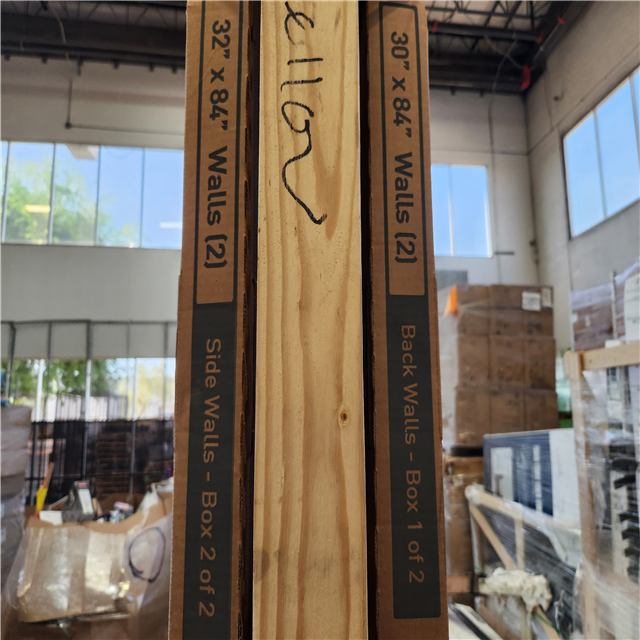 32" x 84" Walls (2)
Side Walls - Box 2 of 2
30" x 84" Walls (2)
Back Walls - Box 1 of 2